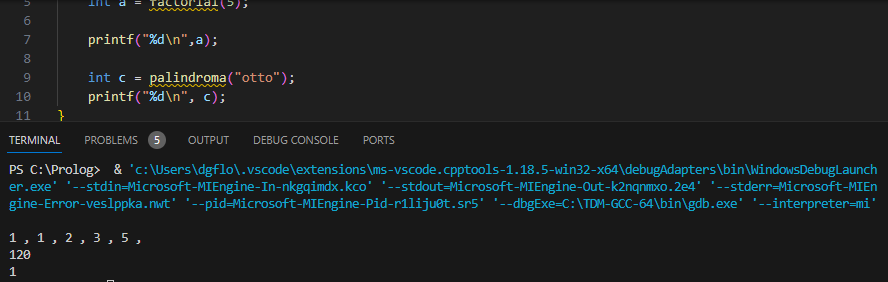 5 int a = factorial(5);
6
7 printf("%d\n",a);
8
9 int c = palindroma("otto");
10 printf("%d\n", c);
11 }
TERMINAL PROBLEMS 5 OUTPUT DEBUG CONSOLE PORTS
PS C:\Prolog> & 'c:\Users\dgflo\.vscode\extensions\ms-vscode.cpptools-1.18.5-win32-x64\debugAdapters\bin\WindowsDebugLaunch
er.exe' '--stdin=Microsoft-MIEngine-In-nkgqimdx.kco' '--stdout=Microsoft-MIEngine-Out-k2nqnmxo.2e4' '--stderr=Microsoft-MIEn
gine-Error-veslppka.nwt' '--pid=Microsoft-MIEngine-Pid-r1liju0t.sr5' '--dbgExe=C:\TDM-GCC-64\bin\gdb.exe' '--interpreter=mi'
1 , 1 , 2 , 3 , 5 ,
120
1